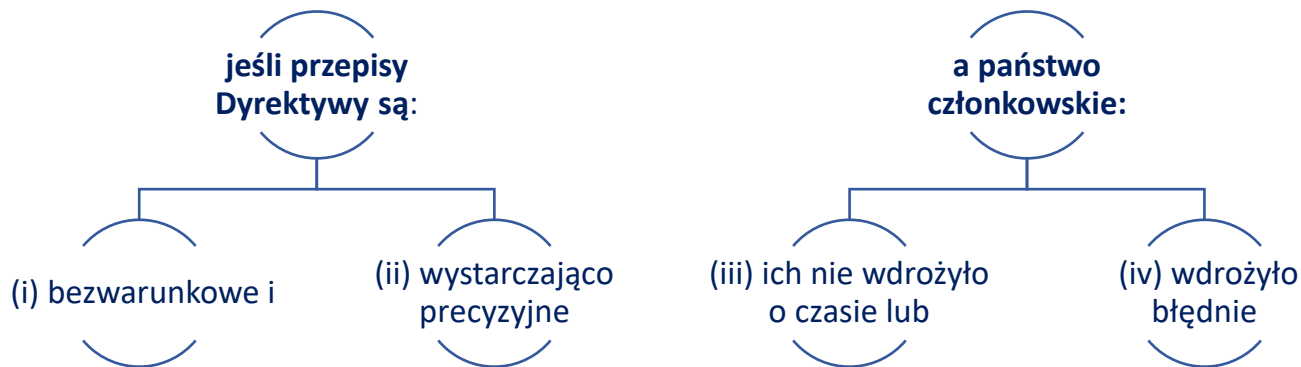 jeśli przepisy
Dyrektywy są:
a państwo
członkowskie:
(i) bezwarunkowe i
(ii) wystarczająco
precyzyjne
(iii) ich nie wdrożyło
o czasie lub
(iv) wdrożyło
błędnie